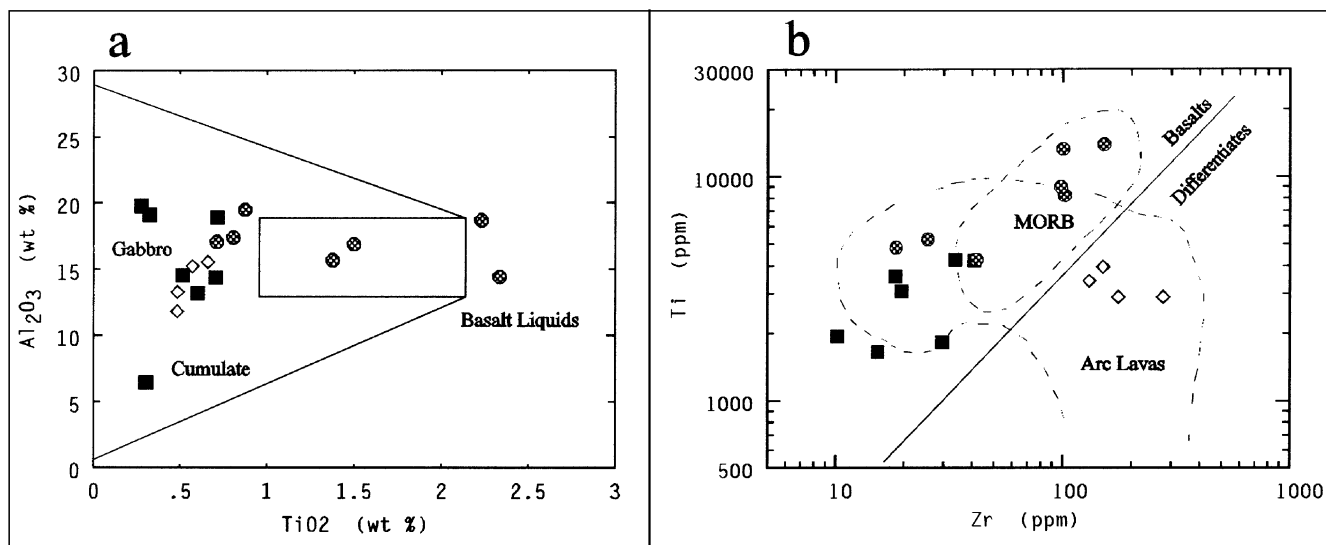 a
30
25
20
15
10
5
0
Al2O3 (wt %)
Gabbro
Cumulate
Basalt Liquids
0 .5 1 1.5 2 2.5 3
TiO2 (wt %)
b
30000
10000
1000
500
Ti (ppm)
Basalts
Differentiates
MORB
Arc Lavas
10 100 1000
Zr (ppm)